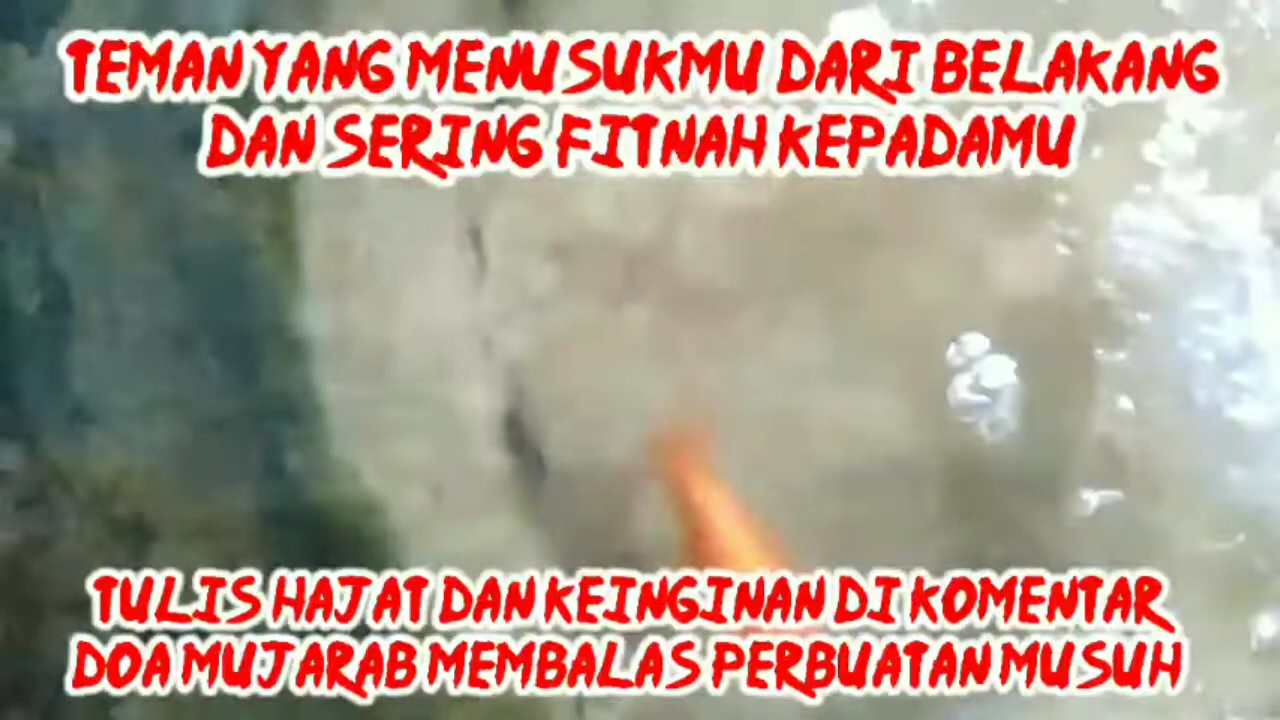 TEMAN YANG MENUSUKMU DARI BELAKANG
DAN SERING FITNAH KEPADAMU
TULIS HAJAT DAN KEINGINAN DI KOMENTAR
DOA MUJARAB MEMBALAS PERBUATAN MUSUH